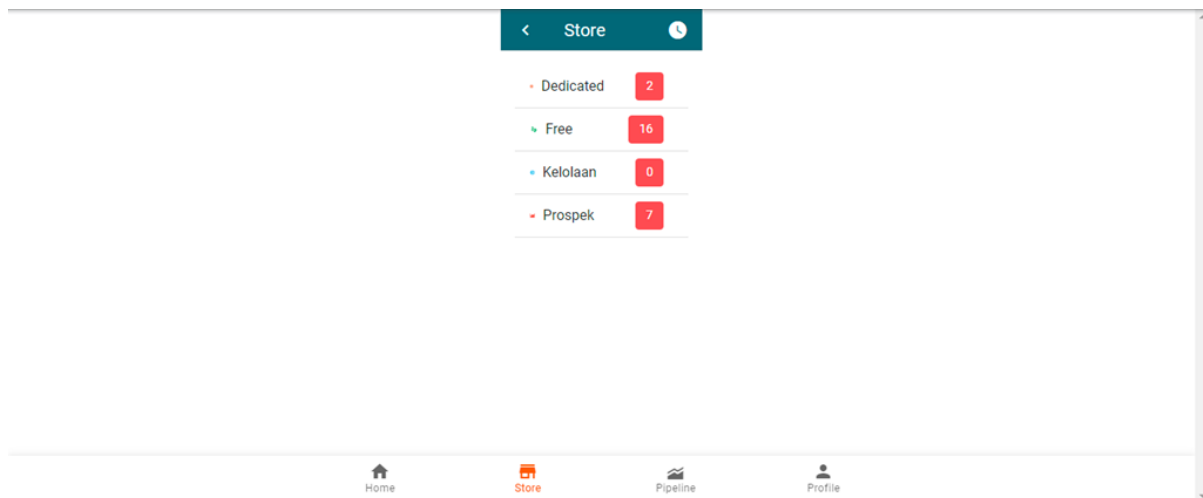 Store
Dedicated 2
Free 16
Kelolaan 0
Prospek 7
Home Store Pipeline Profile